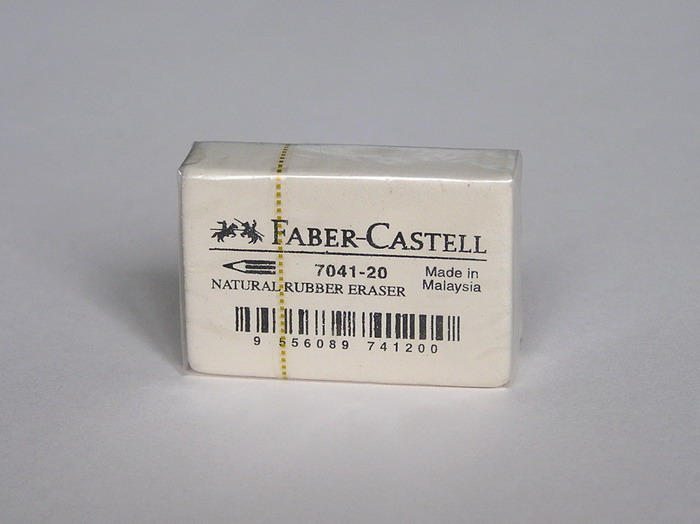 FABER-CASTELL
7041-20
Made in
Malaysia
NATURAL RUBBER ERASER
9 556089 741200